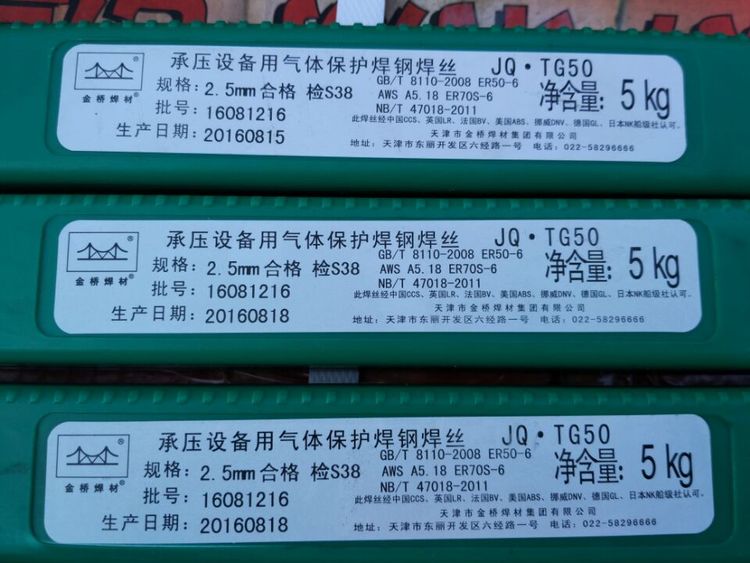 承压设备用气体保护焊钢焊丝 JQ·TG50
金桥焊材®
规格：2.5mm 合格 检S38
批号：16081216
生产日期：20160815
GB/T 8110-2008 ER50-6
AWS A5.18 ER70S-6
NB/T 47018-2011
净含量：5kg
此焊丝经中国CCS、英国LR、法国BV、美国ABS、挪威DNV、德国GL、日本NK船级社认可。
天津市金桥焊材集团有限公司
地址：天津市东丽开发区六经路一号 电话：022-58296666
承压设备用气体保护焊钢焊丝 JQ·TG50
金桥焊材®
规格：2.5mm 合格 检S38
批号：16081216
生产日期：20160818
GB/T 8110-2008 ER50-6
AWS A5.18 ER70S-6
NB/T 47018-2011
净含量：5kg
此焊丝经中国CCS、英国LR、法国BV、美国ABS、挪威DNV、德国GL、日本NK船级社认可。
天津市金桥焊材集团有限公司
地址：天津市东丽开发区六经路一号 电话：022-58296666
承压设备用气体保护焊钢焊丝 JQ·TG50
金桥焊材®
规格：2.5mm 合格 检S38
批号：16081216
生产日期：20160818
GB/T 8110-2008 ER50-6
AWS A5.18 ER70S-6
NB/T 47018-2011
净含量：5kg
此焊丝经中国CCS、英国LR、法国BV、美国ABS、挪威DNV、德国GL、日本NK船级社认可。
天津市金桥焊材集团有限公司
地址：天津市东丽开发区六经路一号 电话：022-58296666